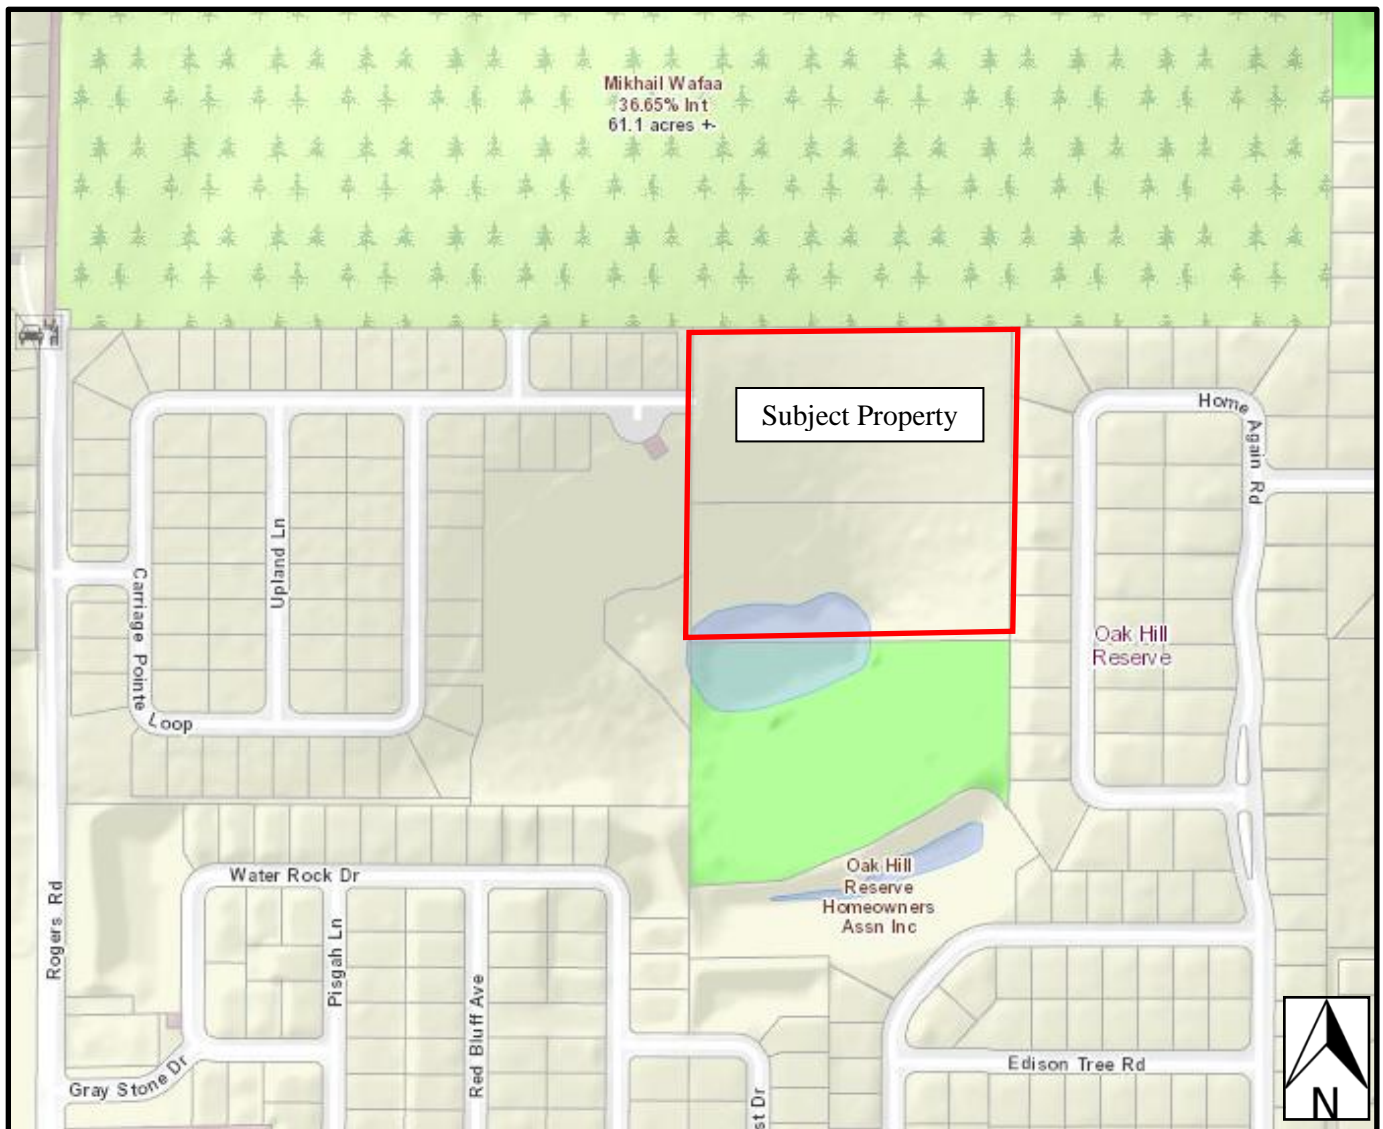 Mikhail Wafaa
36.65% Int
61.1 acres +-
Subject Property
Home
Again Rd
Upland Ln
Carriage Pointe
Loop
Oak Hill
Reserve
Water Rock Dr
Oak Hill
Reserve
Homeowners
Assn Inc
Rogers Rd
Pisgah Ln
Red Bluff Ave
Gray Stone Dr
Edison Tree Rd
st Dr
N